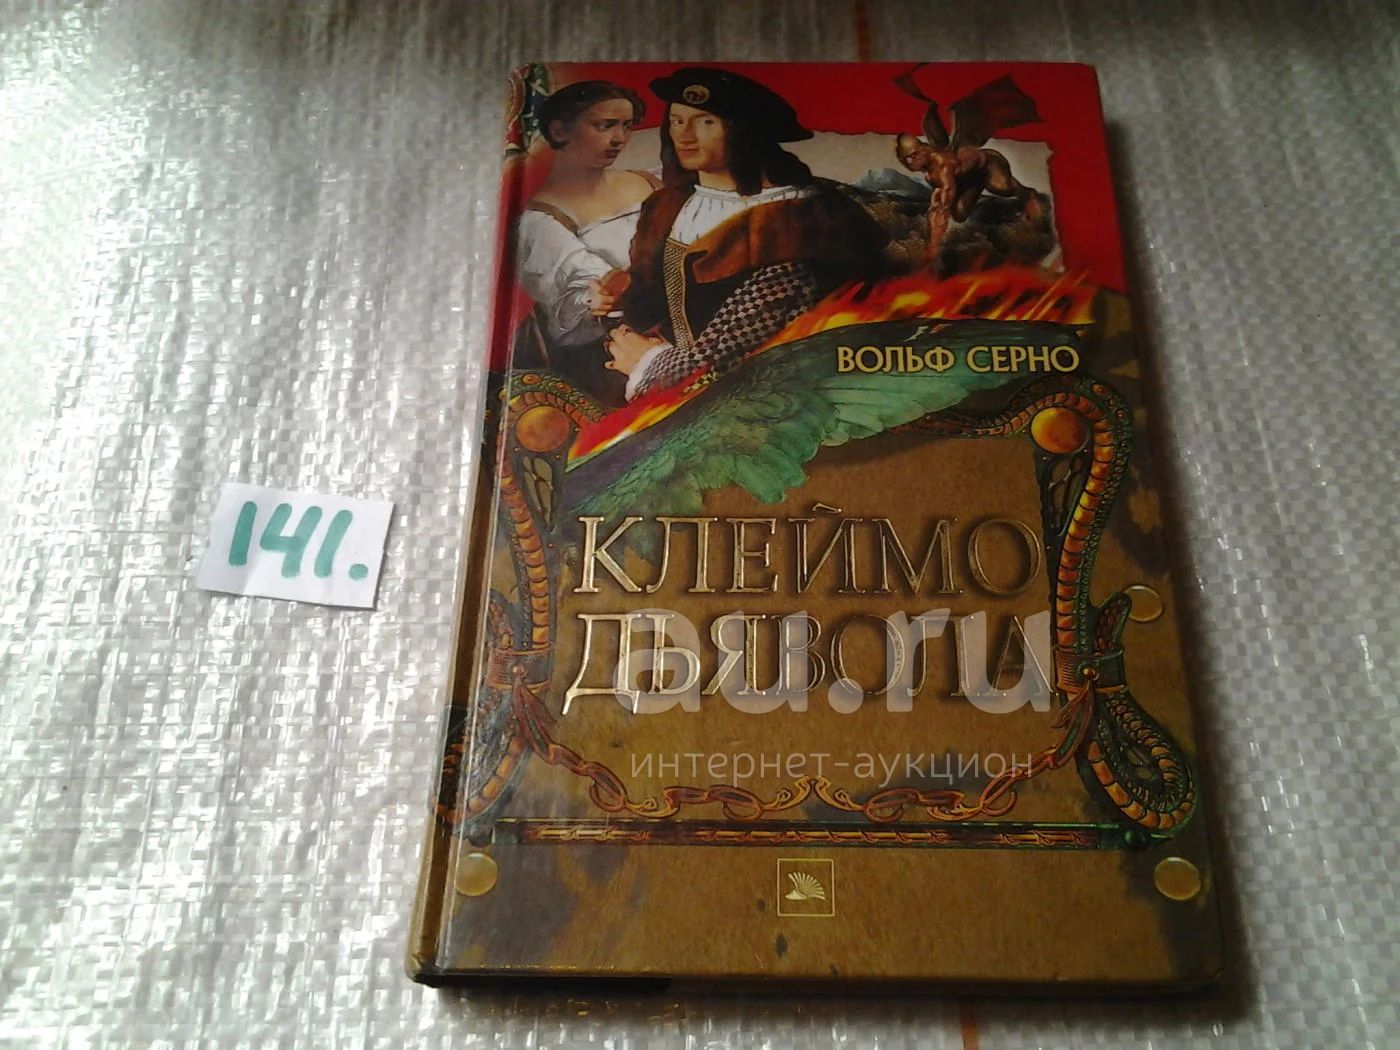 ВОЛЬФ СЕРНО
141.
КЛЕЙМО
ДЬЯВОЛА
au.ru
интернет-аукцион